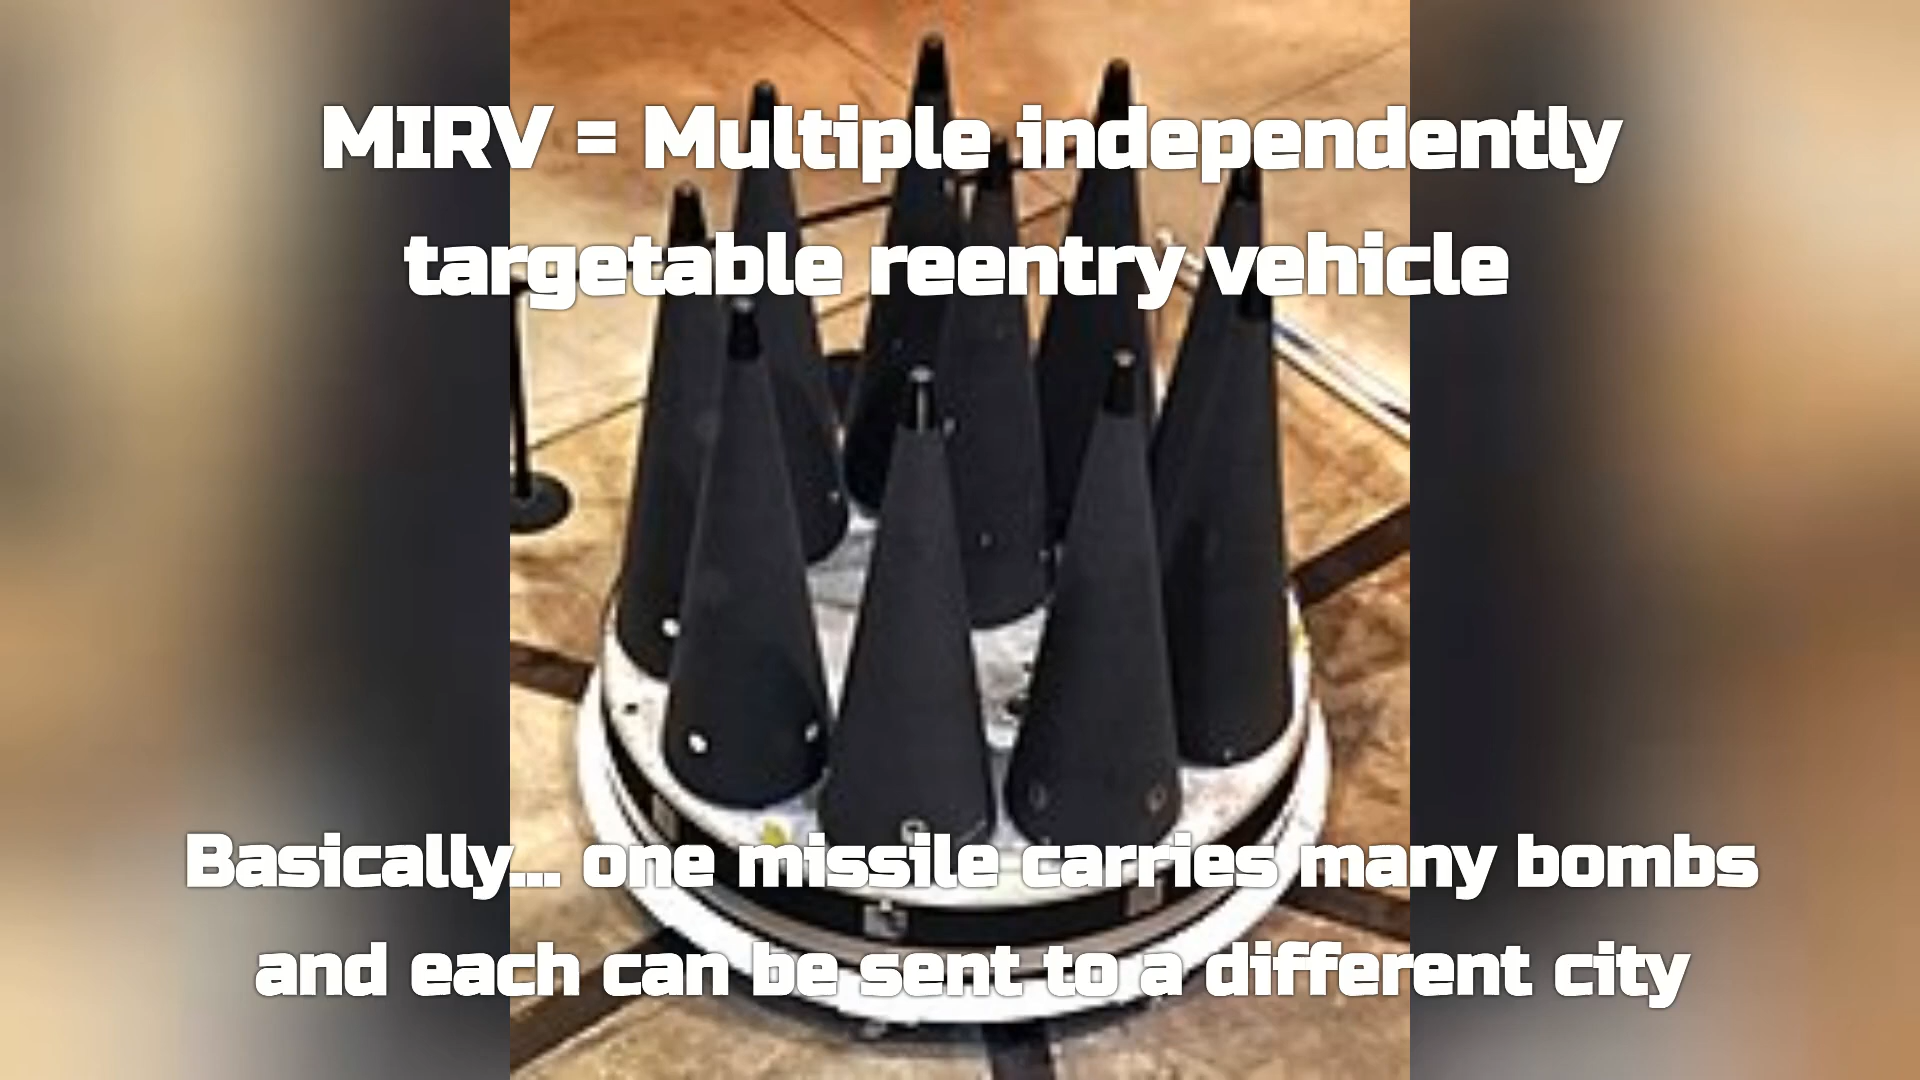 MIRV = Multiple independently
targetable reentry vehicle
Basically... one missile carries many bombs
and each can be sent to a different city